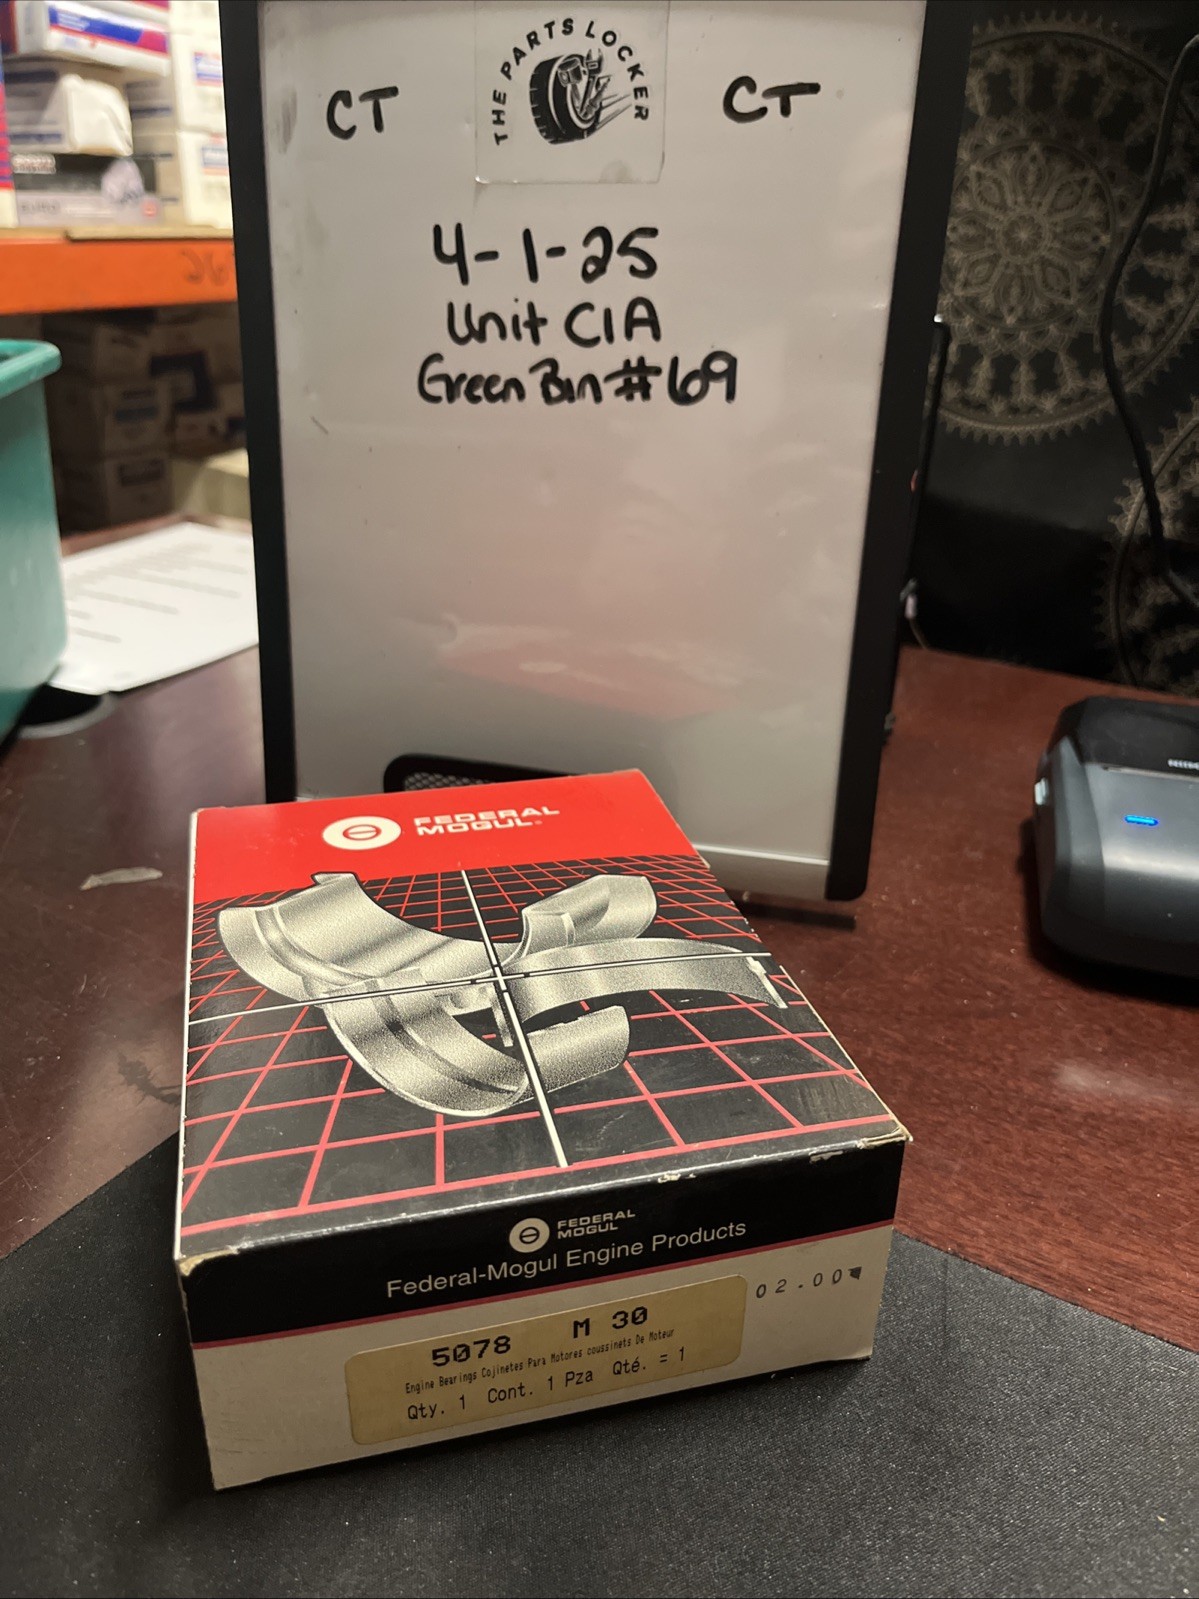 THE PARTS LOCKER
CT
CT
4-1-25
Unit C1A
Green Bin #69
FEDERAL
MOGUL
FEDERAL
MOGUL
Federal-Mogul Engine Products
02.00
5078 M 30
Engine Bearings Cojinetes Para Motores coussinets De Moteur
Qty. 1 Cont. 1 Pza Qté. = 1